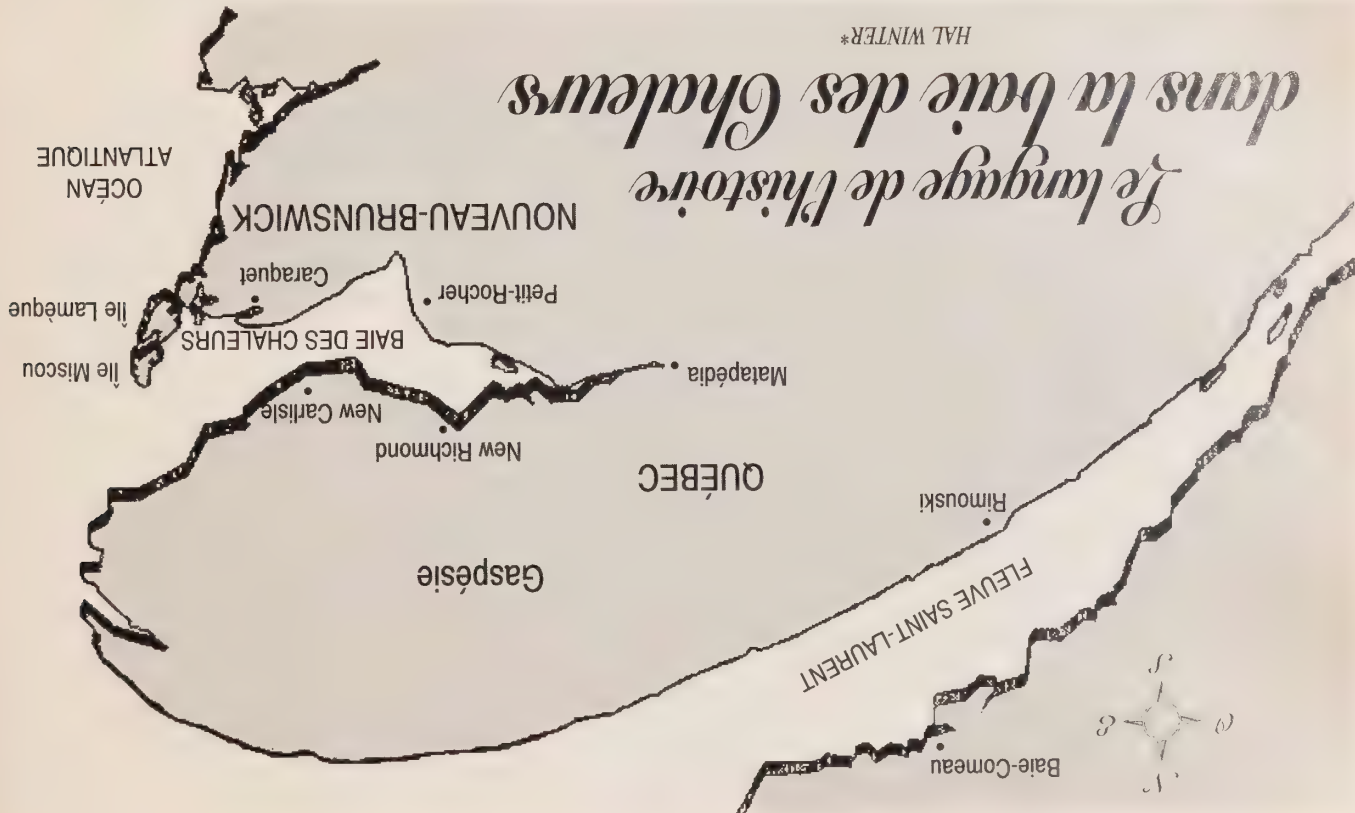 N
Baie-Comeau
O E
S
FLEUVE SAINT-LAURENT
Gaspésie
Rimouski
QUÉBEC
New Richmond
New Carlisle
Matapédia
Île Miscou
BAIE DES CHALEURS
Île Lamèque
Petit-Rocher
Caraquet
NOUVEAU-BRUNSWICK
OCÉAN
ATLANTIQUE
Le langage de l'histoire
dans la baie des Chaleurs
HAL WINTER*